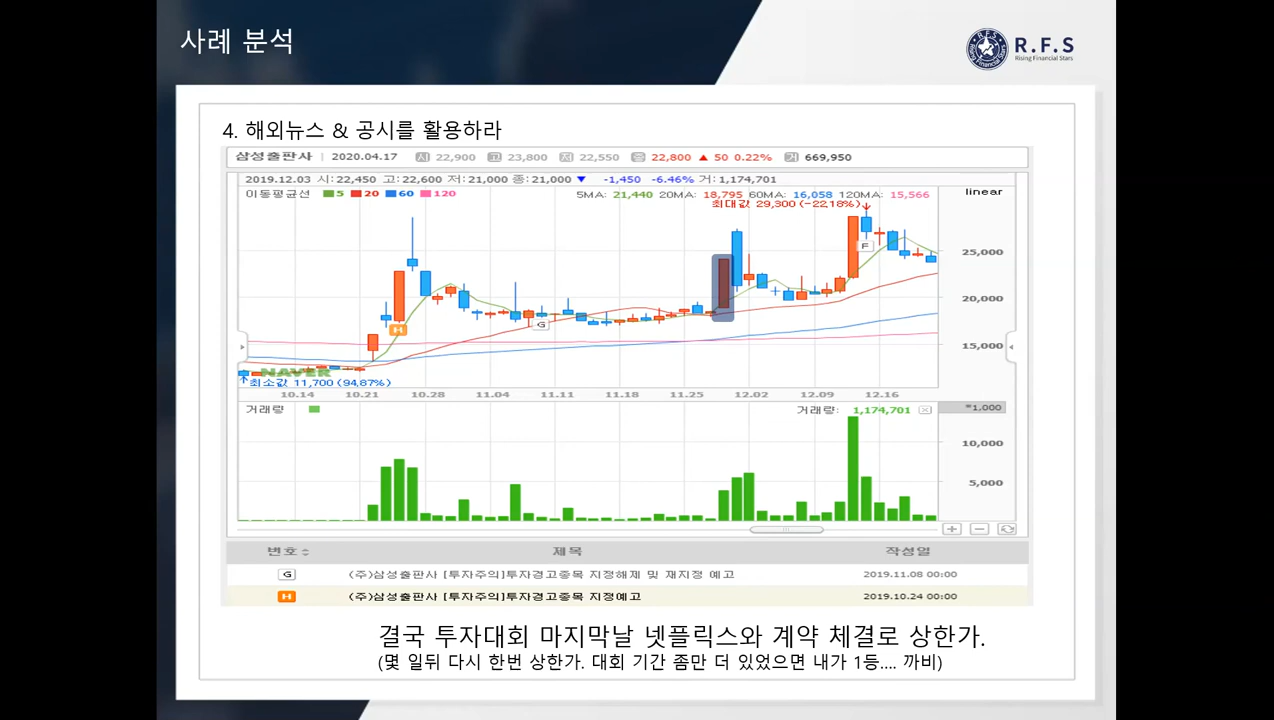 사례 분석
R.F.S
Rising Financial Stars
4. 해외뉴스 & 공시를 활용하라
삼성출판사 2020.04.17 시 22,900 고 23,800 저 22,550 종 22,800 ▲ 50 0.22% 거 669,950
2019.12.03 시:22,450 고:22,600 저:21,000 종:21,000 ▼ -1,450 -6.46% 거:1,174,701
이동평균선 5 20 60 120 5MA: 21,440 20MA: 18,795 60MA: 16,058 120MA: 15,566 linear
최대값 29,300 (-22,18%)
F
25,000
20,000
H
G
15,000
NAVER
최소값 11,700 (94,87%)
10.14 10.21 10.28 11.04 11.11 11.18 11.25 12.02 12.09 12.16
거래량 거래량: 1,174,701 *1,000
10,000
5,000
번호 제목 작성일
G (주)삼성출판사 [투자주의]투자경고종목 지정해제 및 재지정 예고 2019.11.08 00:00
H (주)삼성출판사 [투자주의]투자경고종목 지정예고 2019.10.24 00:00
결국 투자대회 마지막날 넷플릭스와 계약 체결로 상한가.
(몇 일뒤 다시 한번 상한가. 대회 기간 좀만 더 있었으면 내가 1등.... 까비)